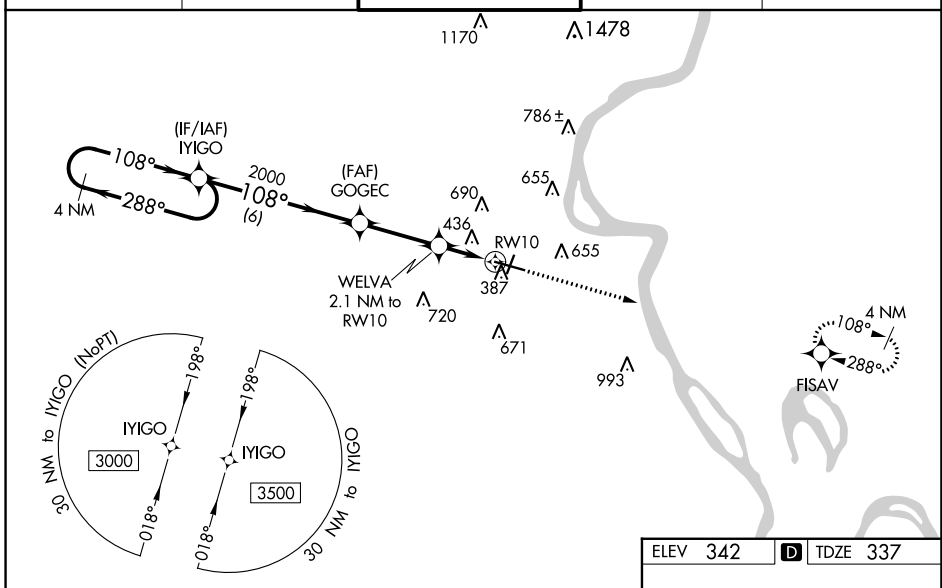 1170
1478
786 ±
(IF/IAF)
IYIGO
108°
288°
4 NM
2000
108°
(6)
(FAF)
GOGEC
690
436
655
RW10
655
387
WELVA
2.1 NM to
RW10
720
671
993
4 NM
108°
288°
FISAV
30 NM to IYIGO (NoPT)
198°
IYIGO
3000
018°
198°
IYIGO
3500
018°
30 NM to IYIGO
ELEV 342 D TDZE 337